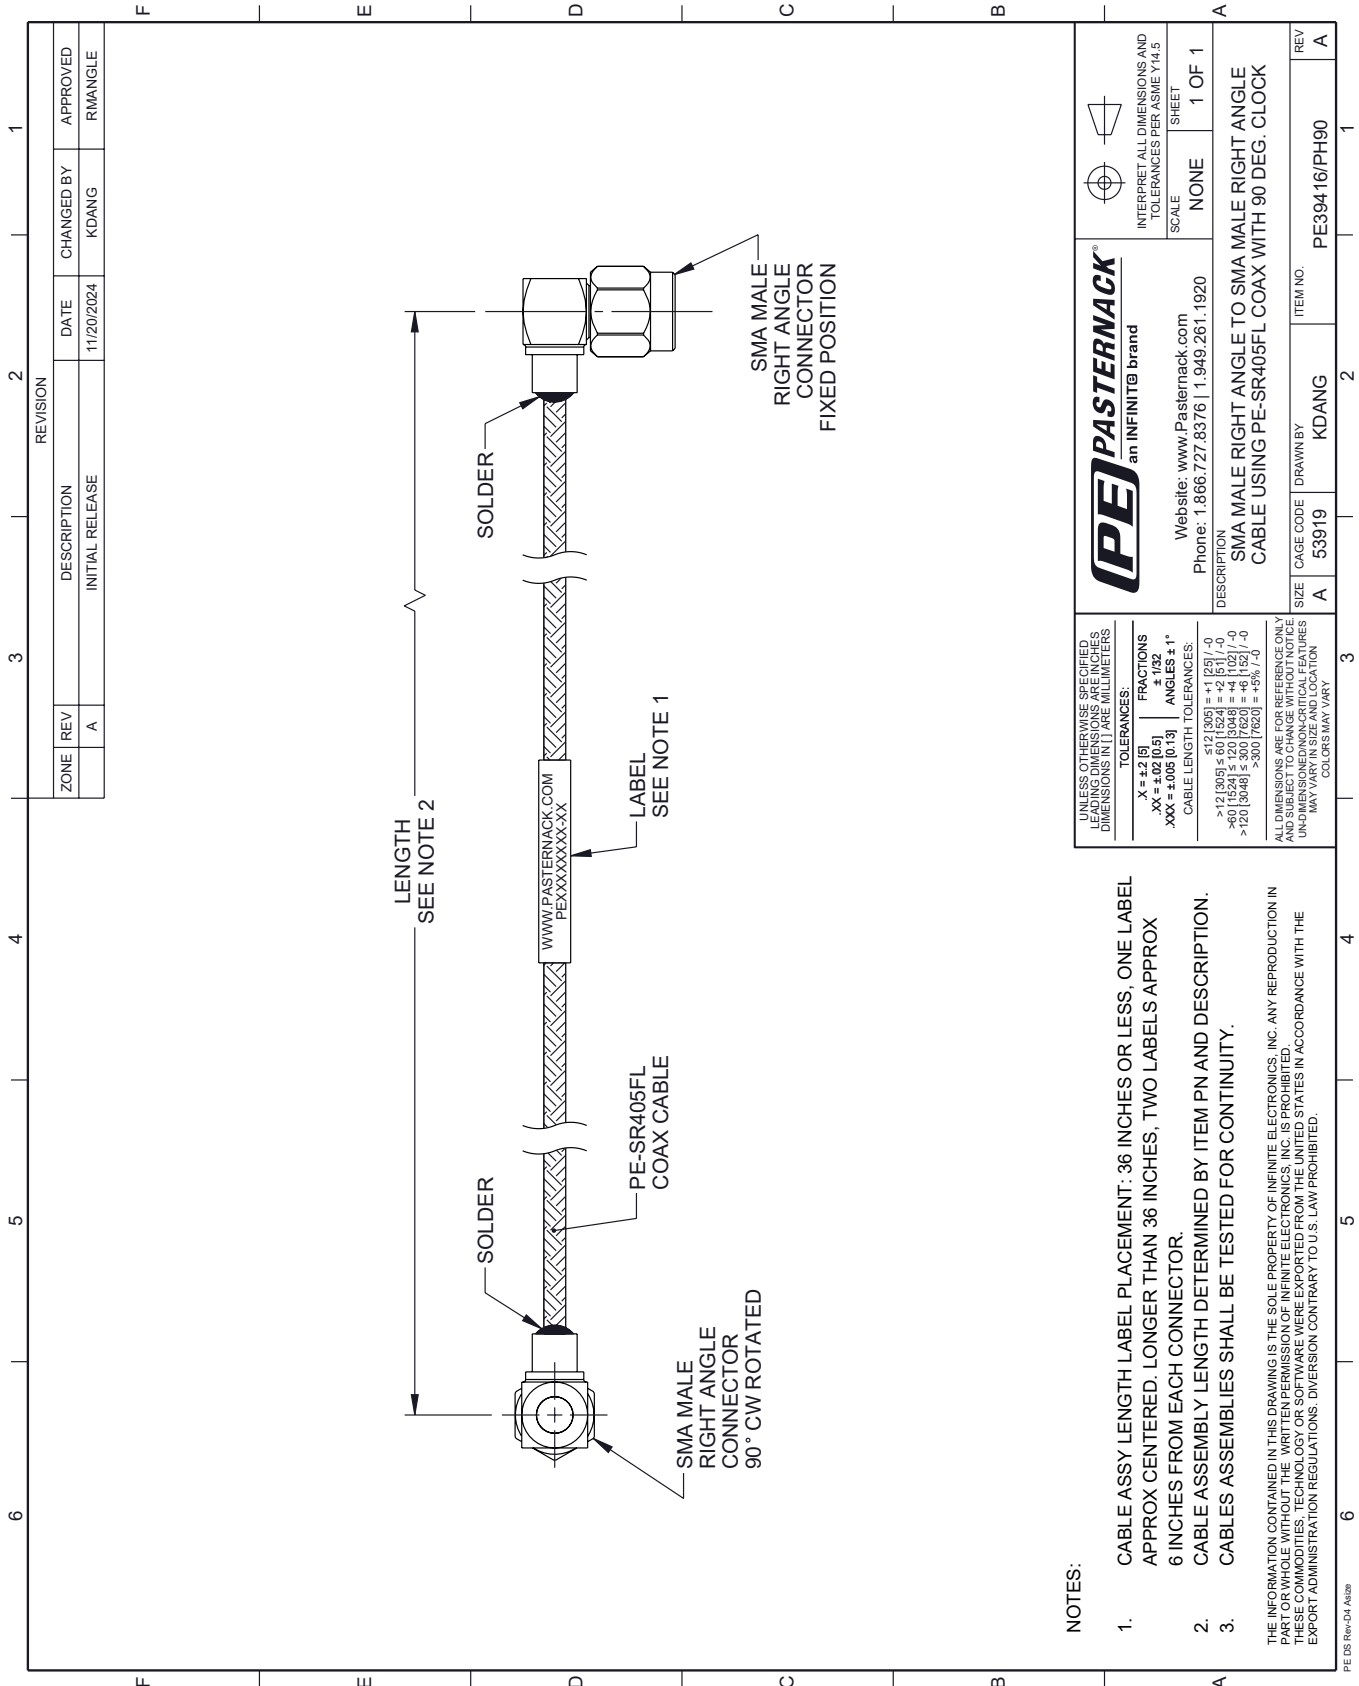 REVISION
ZONE REV DESCRIPTION DATE CHANGED BY APPROVED
A INITIAL RELEASE 11/20/2024 KDANG RMANGLE
6 5 4 3 2 1
F
E
D
C
B
A
LENGTH
SEE NOTE 2
SOLDER
SOLDER
WWW.PASTERNACK.COM
PEXXXXXXXXX-XX
PE-SR405FL
COAX CABLE
LABEL
SEE NOTE 1
SMA MALE
RIGHT ANGLE
CONNECTOR
90° CW ROTATED
SMA MALE
RIGHT ANGLE
CONNECTOR
FIXED POSITION
NOTES:
1. CABLE ASSY LENGTH LABEL PLACEMENT: 36 INCHES OR LESS, ONE LABEL
APPROX CENTERED. LONGER THAN 36 INCHES, TWO LABELS APPROX
6 INCHES FROM EACH CONNECTOR.
2. CABLE ASSEMBLY LENGTH DETERMINED BY ITEM PN AND DESCRIPTION.
3. CABLES ASSEMBLIES SHALL BE TESTED FOR CONTINUITY.
THE INFORMATION CONTAINED IN THIS DRAWING IS THE SOLE PROPERTY OF INFINITE ELECTRONICS, INC. ANY REPRODUCTION IN
PART OR WHOLE WITHOUT THE WRITTEN PERMISSION OF INFINITE ELECTRONICS, INC. IS PROHIBITED.
THESE COMMODITIES, TECHNOLOGY OR SOFTWARE WERE EXPORTED FROM THE UNITED STATES IN ACCORDANCE WITH THE
EXPORT ADMINISTRATION REGULATIONS. DIVERSION CONTRARY TO U.S. LAW PROHIBITED.
UNLESS OTHERWISE SPECIFIED
LEADING DIMENSIONS ARE INCHES
DIMENSIONS IN [ ] ARE MILLIMETERS
TOLERANCES:
.X = ±.2 [5] FRACTIONS
.XX = ±.02 [0.5] ± 1/32
.XXX = ±.005 [0.13] ANGLES ± 1°
CABLE LENGTH TOLERANCES:
≤12 [305] = +1 [25] / -0
>12 [305] ≤ 60 [1524] = +2 [51] / -0
>60 [1524] ≤ 120 [3048] = +4 [102] / -0
>120 [3048] ≤ 300 [7620] = +6 [152] / -0
>300 [7620] = +5% / -0
ALL DIMENSIONS ARE FOR REFERENCE ONLY
AND SUBJECT TO CHANGE WITHOUT NOTICE.
UN-DIMENSIONED/NON-CRITICAL FEATURES
MAY VARY IN SIZE AND LOCATION
COLORS MAY VARY
PE PASTERNACK®
an INFINIT@ brand
Website: www.Pasternack.com
Phone: 1.866.727.8376 | 1.949.261.1920
INTERPRET ALL DIMENSIONS AND
TOLERANCES PER ASME Y14.5
SCALE NONE
SHEET 1 OF 1
DESCRIPTION
SMA MALE RIGHT ANGLE TO SMA MALE RIGHT ANGLE
CABLE USING PE-SR405FL COAX WITH 90 DEG. CLOCK
SIZE A
CAGE CODE 53919
DRAWN BY KDANG
ITEM NO. PE39416/PH90
REV A
F
E
D
C
B
A
6 5 4 3 2 1
PE DS Rev-D4 Asize